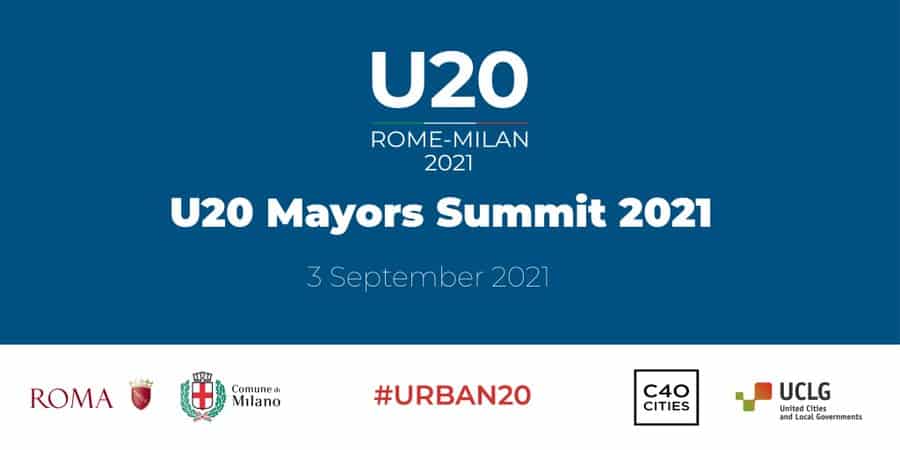 U20
ROME-MILAN
2021
U20 Mayors Summit 2021
3 September 2021
ROMA
Comune di
Milano
#URBAN20
C40
CITIES
UCLG
United Cities
and Local Governments